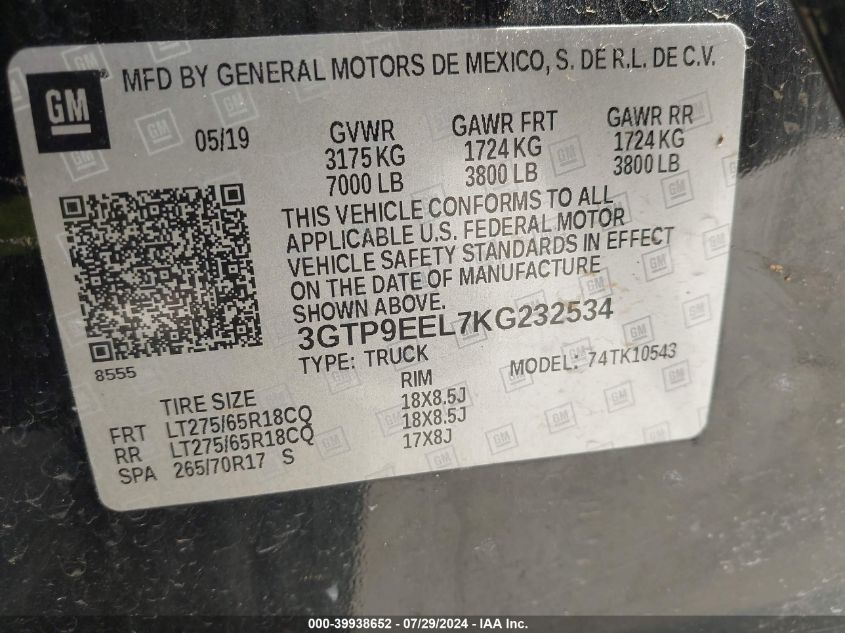 GM
MFD BY GENERAL MOTORS DE MEXICO, S. DE R.L. DE C.V.
05/19
GVWR GAWR FRT GAWR RR
3175 KG 1724 KG 1724 KG
7000 LB 3800 LB 3800 LB
THIS VEHICLE CONFORMS TO ALL
APPLICABLE U.S. FEDERAL MOTOR
VEHICLE SAFETY STANDARDS IN EFFECT
ON THE DATE OF MANUFACTURE
SHOWN ABOVE.
3GTP9EEL7KG232534
TYPE: TRUCK MODEL: 74TK10543
8555
TIRE SIZE RIM
FRT LT275/65R18CQ 18X8.5J
RR LT275/65R18CQ 18X8.5J
SPA 265/70R17 S 17X8J
000-39938652 / 07/29/2024 - IAA Inc.